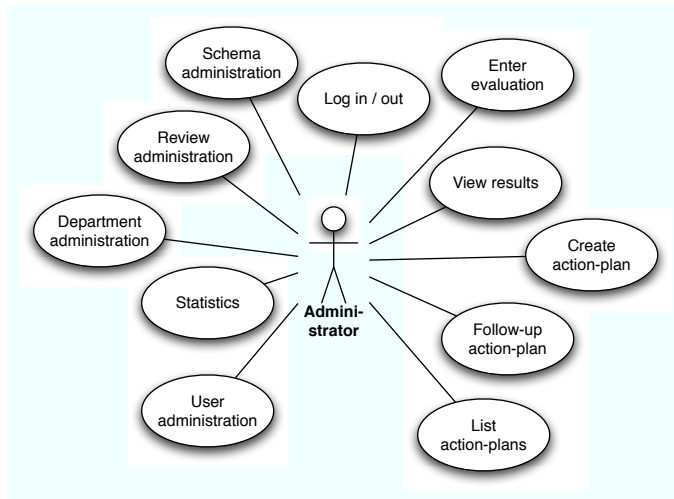 Schema
administration
Log in / out
Enter
evaluation
Review
administration
View results
Department
administration
Create
action-plan
Statistics
Admini-
strator
Follow-up
action-plan
User
administration
List
action-plans